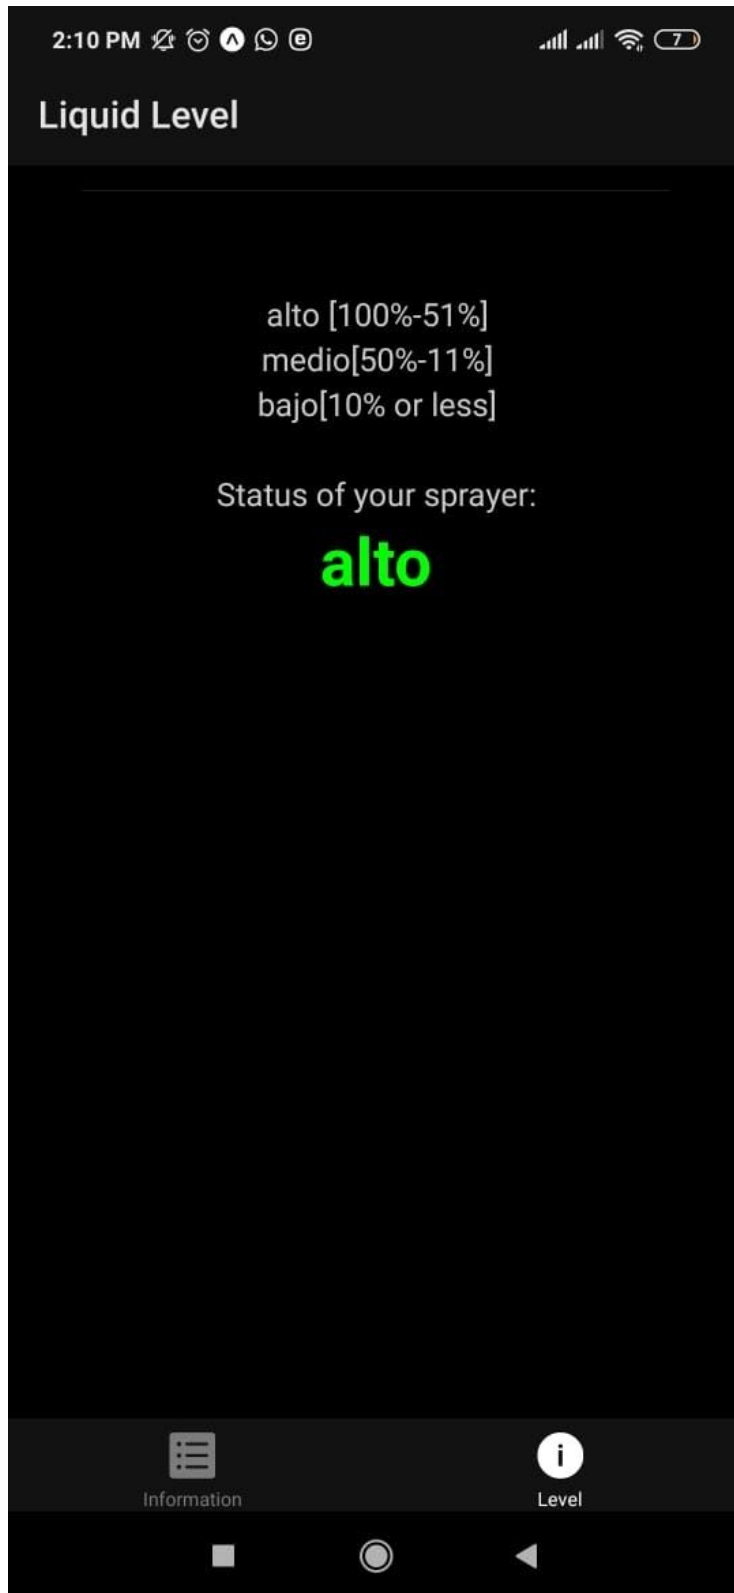 2:10 PM
7
Liquid Level
alto [100%-51%]
medio[50%-11%]
bajo[10% or less]
Status of your sprayer:
alto
Information
Level